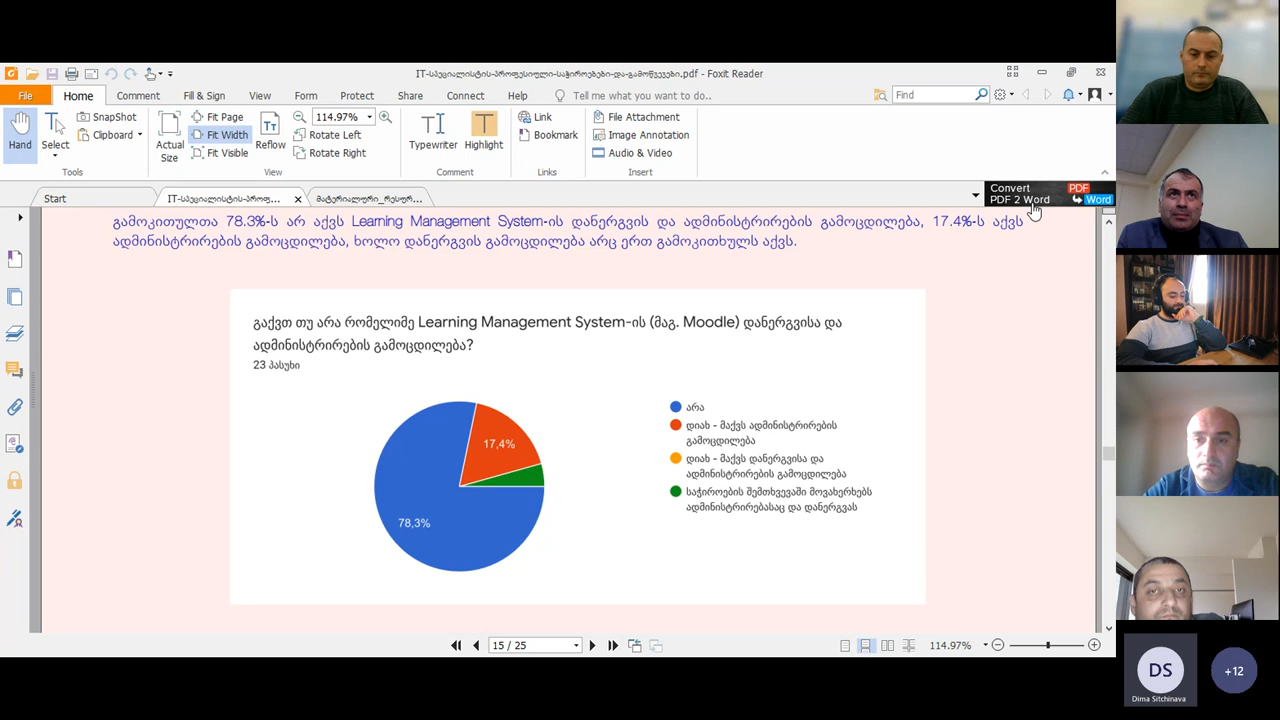 IT-სპეციალისტის-პროფესიული-საჭიროებები-და-გამოწვევები.pdf - Foxit Reader
File Home Comment Fill & Sign View Form Protect Share Connect Help Tell me what you want to do.. Find
Hand
Select
SnapShot
Clipboard
Tools
Actual Size
Fit Page
Fit Width
Fit Visible
Reflow
114.97%
Rotate Left
Rotate Right
View
Typewriter
Highlight
Comment
Link
Bookmark
Links
File Attachment
Image Annotation
Audio & Video
Insert
Start
IT-სპეციალისტის-პროფ...
მატერიალური_რესურ...
Convert PDF
PDF 2 Word Word
გამოკითულთა 78.3%-ს არ აქვს Learning Management System-ის დანერგვის და ადმინისტრირების გამოცდილება, 17.4%-ს აქვს
ადმინისტრირების გამოცდილება, ხოლო დანერგვის გამოცდილება არც ერთ გამოკითხულს აქვს.
გაქვთ თუ არა რომელიმე Learning Management System-ის (მაგ. Moodle) დანერგვისა და
ადმინისტრირების გამოცდილება?
23 პასუხი
17,4%
78,3%
არა
დიახ - მაქვს ადმინისტრირების
გამოცდილება
დიახ - მაქვს დანერგვისა და
ადმინისტრირების გამოცდილება
საჭიროების შემთხვევაში მოვახერხებს
ადმინისტრირებასაც და დანერგვას
15 / 25
114.97%
DS
Dima Sitchinava
+12